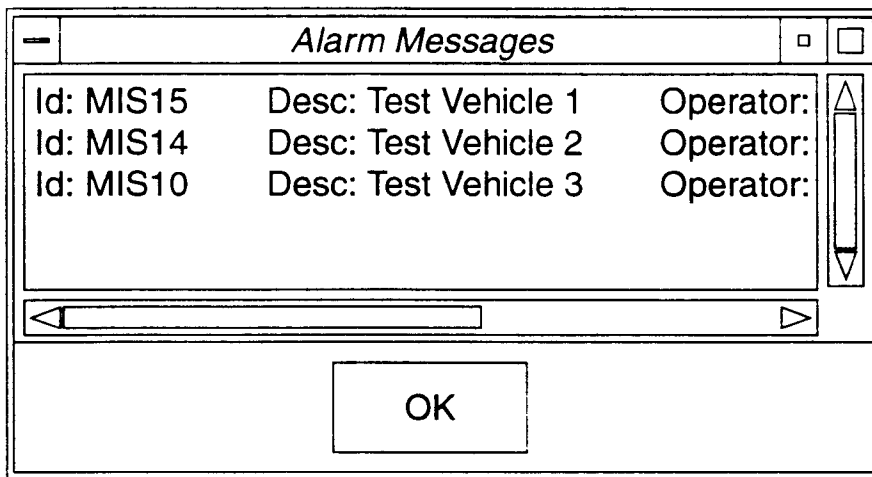 Alarm Messages
Id: MIS15 Desc: Test Vehicle 1 Operator:
Id: MIS14 Desc: Test Vehicle 2 Operator:
Id: MIS10 Desc: Test Vehicle 3 Operator:
OK